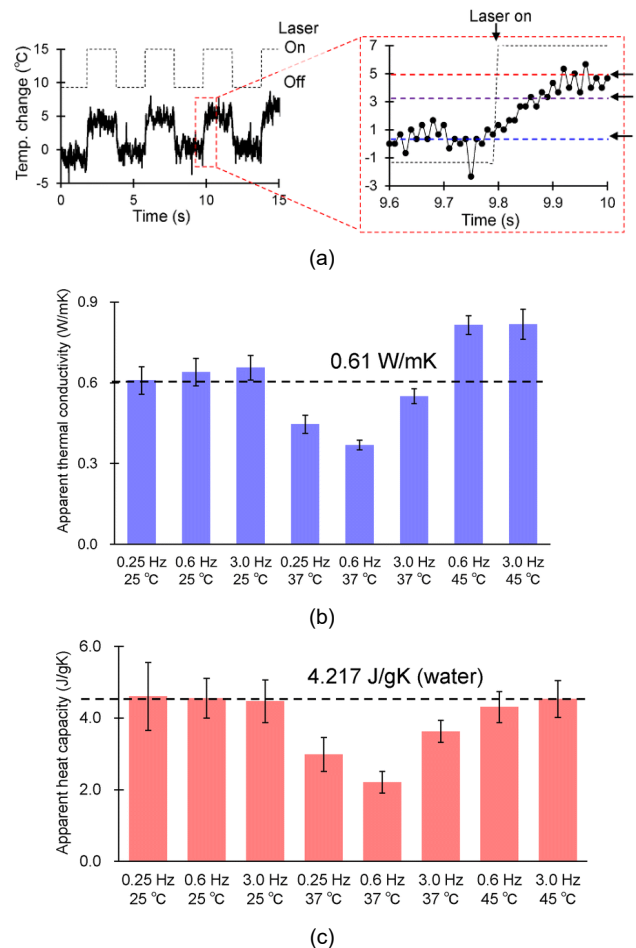 Laser
On
Off
Temp. change (℃)
20
15
10
5
0
-5
0
5
10
15
Time (s)
Laser on
7
5
3
1
-1
-3
9.6
9.7
9.8
9.9
10
Time (s)
(a)
Apparent thermal conductivity (W/mK)
0.9
0.6
0.3
0.0
0.61 W/mK
0.25 Hz 0.6 Hz 3.0 Hz 0.25 Hz 0.6 Hz 3.0 Hz 0.6 Hz 3.0 Hz
25 ℃ 25 ℃ 25 ℃ 37 ℃ 37 ℃ 37 ℃ 45 ℃ 45 ℃
(b)
Apparent heat capacity (J/gK)
6.0
4.0
2.0
0.0
4.217 J/gK (water)
0.25 Hz 0.6 Hz 3.0 Hz 0.25 Hz 0.6 Hz 3.0 Hz 0.6 Hz 3.0 Hz
25 ℃ 25 ℃ 25 ℃ 37 ℃ 37 ℃ 37 ℃ 45 ℃ 45 ℃
(c)